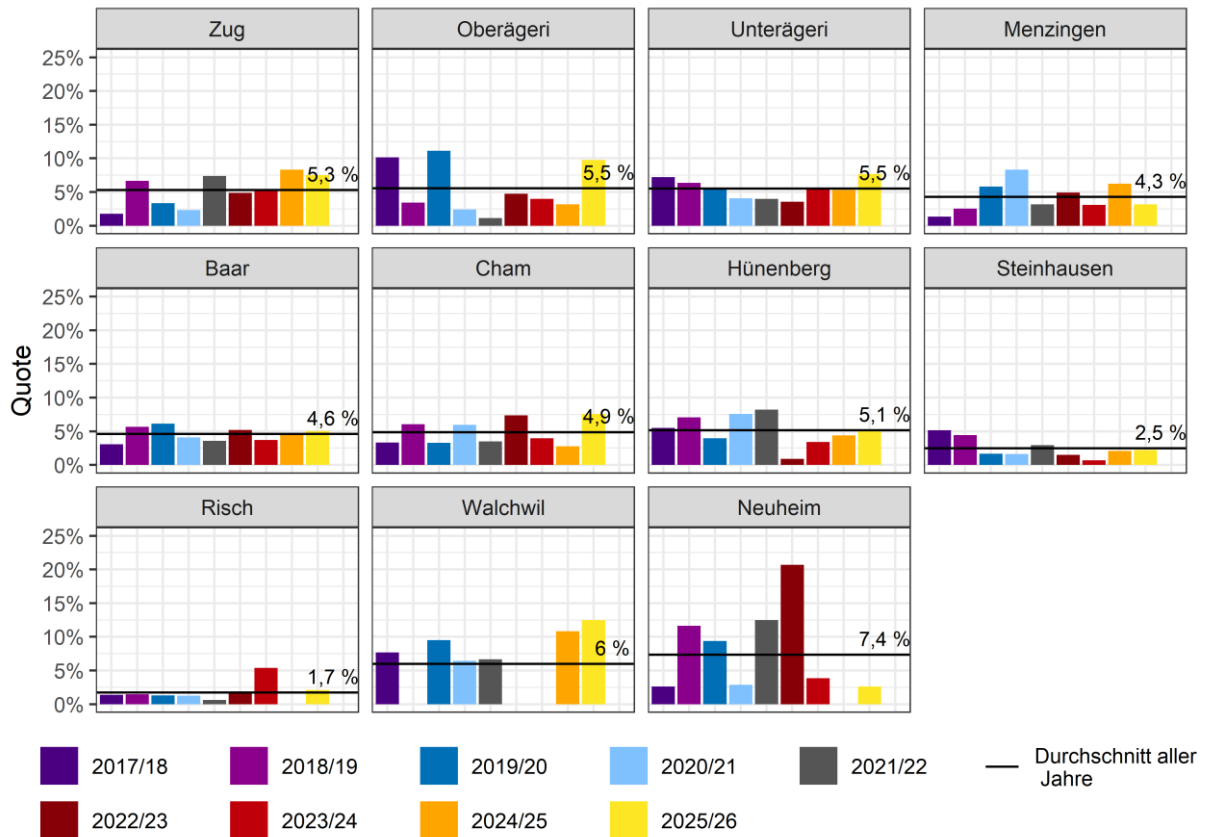 Zug Oberägeri Unterägeri Menzingen
25%
20%
15%
10%
5%
0%
5,3 % 5,5 % 5,5 % 4,3 %
Baar Cham Hünenberg Steinhausen
25%
20%
15%
10%
5%
0%
4,6 % 4,9 % 5,1 % 2,5 %
Quote
Risch Walchwil Neuheim
25%
20%
15%
10%
5%
0%
1,7 % 6 % 7,4 %
2017/18 2018/19 2019/20 2020/21 2021/22 Durchschnitt aller
Jahre
2022/23 2023/24 2024/25 2025/26